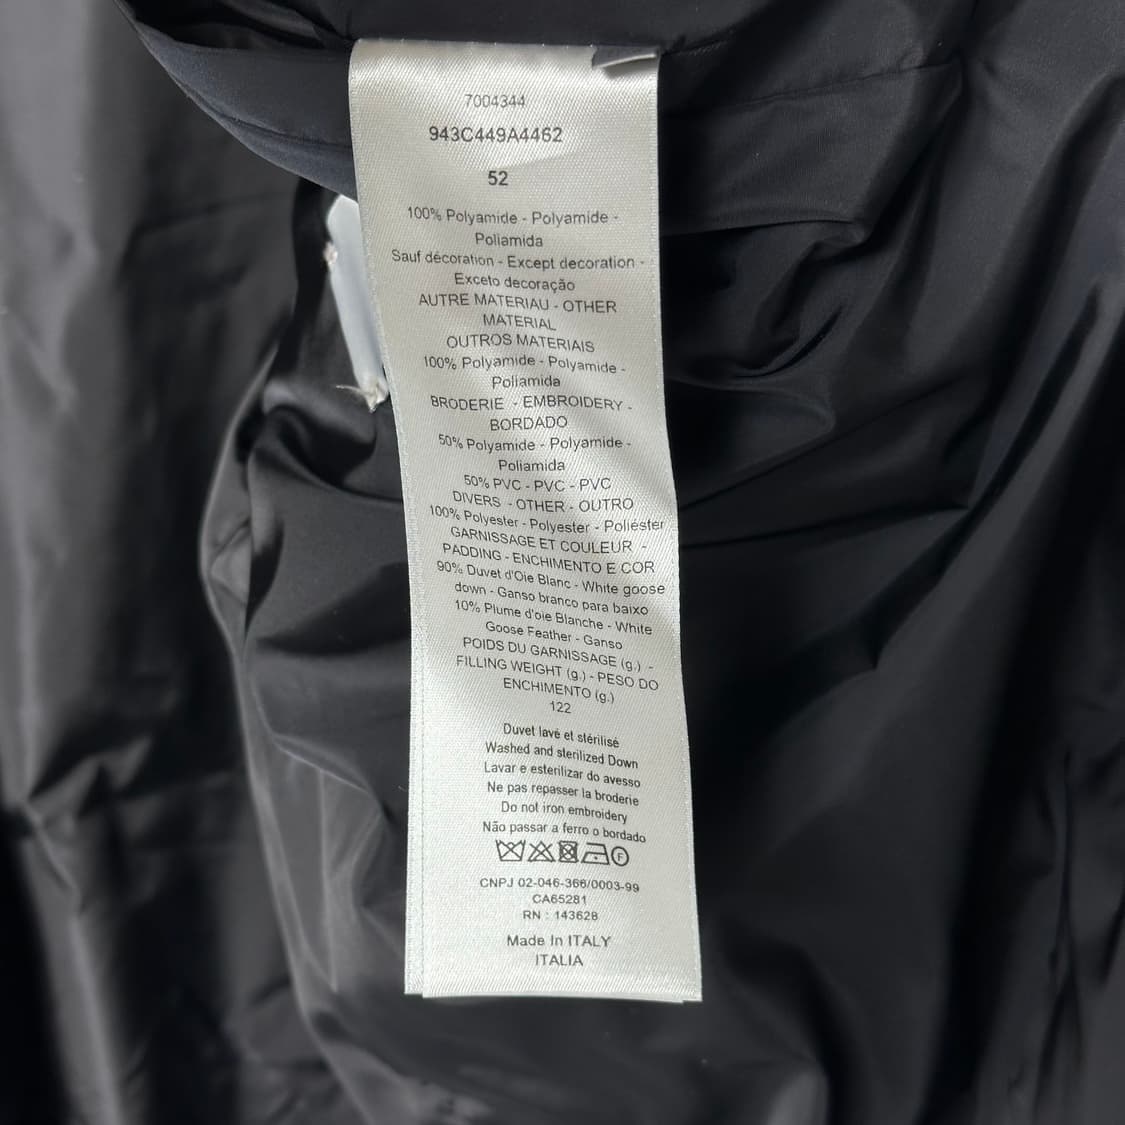 7004344
943C449A4462
52
100% Polyamide - Polyamide -
Poliamida
Sauf décoration - Except decoration -
Exceto decoração
AUTRE MATERIAU - OTHER
MATERIAL
OUTROS MATERIAIS
100% Polyamide - Polyamide -
Poliamida
BRODERIE - EMBROIDERY -
BORDADO
50% Polyamide - Polyamide -
Poliamida
50% PVC - PVC - PVC
DIVERS - OTHER - OUTRO
100% Polyester - Polyester - Poliéster
GARNISSAGE ET COULEUR -
PADDING - ENCHIMENTO E COR
90% Duvet d'Oie Blanc - White goose
down - Ganso branco para baixo
10% Plume d'oie Blanche - White
Goose Feather - Ganso
POIDS DU GARNISSAGE (g.) -
FILLING WEIGHT (g.) - PESO DO
ENCHIMENTO (g.)
122
Duvet lavé et stérilisé
Washed and sterilized Down
Lavar e esterilizar do avesso
Ne pas repasser la broderie
Do not iron embroidery
Não passar a ferro o bordado
F
CNPJ 02-046-366/0003-99
CA65281
RN : 143628
Made In ITALY
ITALIA